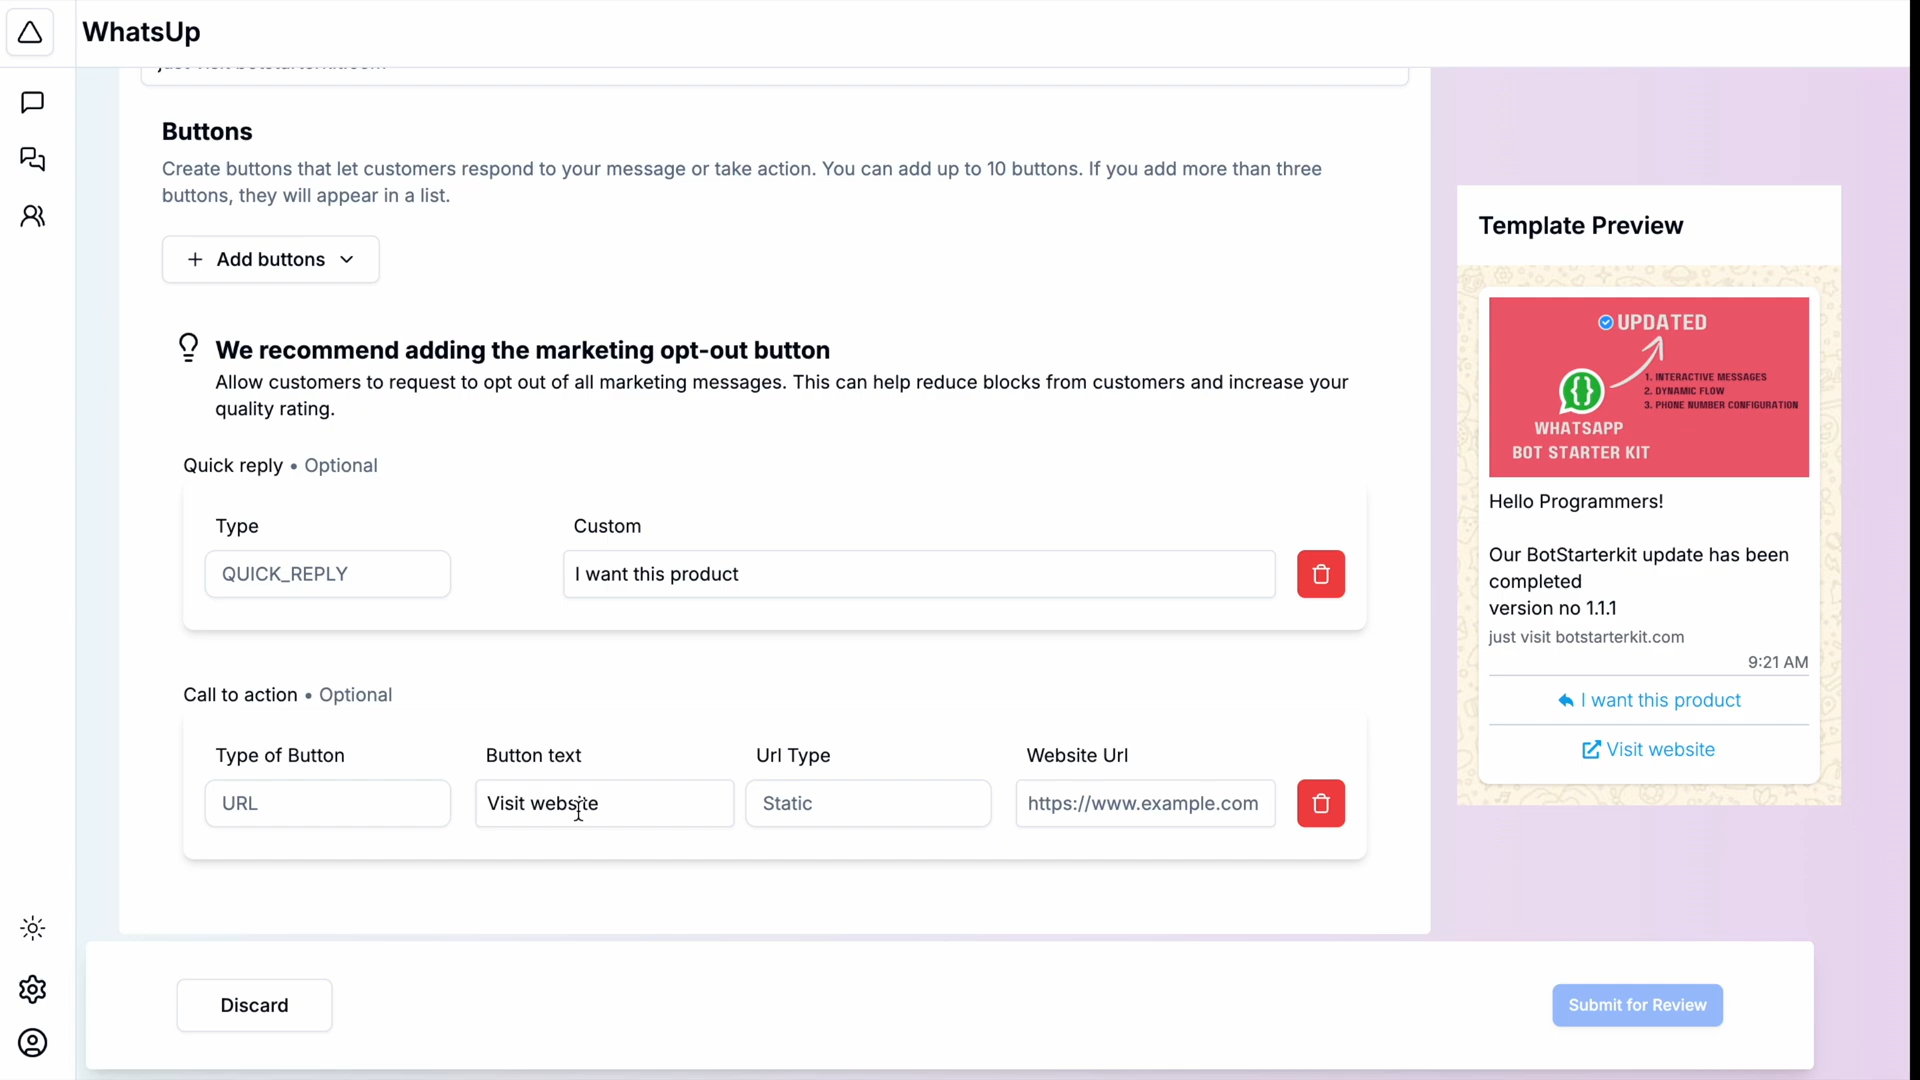 WhatsUp
Buttons
Create buttons that let customers respond to your message or take action. You can add up to 10 buttons. If you add more than three
buttons, they will appear in a list.
Add buttons
We recommend adding the marketing opt-out button
Allow customers to request to opt out of all marketing messages. This can help reduce blocks from customers and increase your
quality rating.
Quick reply • Optional
Type
Custom
QUICK_REPLY
I want this product
Call to action • Optional
Type of Button
Button text
Url Type
Website Url
URL
Visit website
Static
https://www.example.com
Discard
Submit for Review
Template Preview
UPDATED
1. INTERACTIVE MESSAGES
2. DYNAMIC FLOW
3. PHONE NUMBER CONFIGURATION
WHATSAPP
BOT STARTER KIT
Hello Programmers!
Our BotStarterkit update has been
completed
version no 1.1.1
just visit botstarterkit.com
9:21 AM
I want this product
Visit website